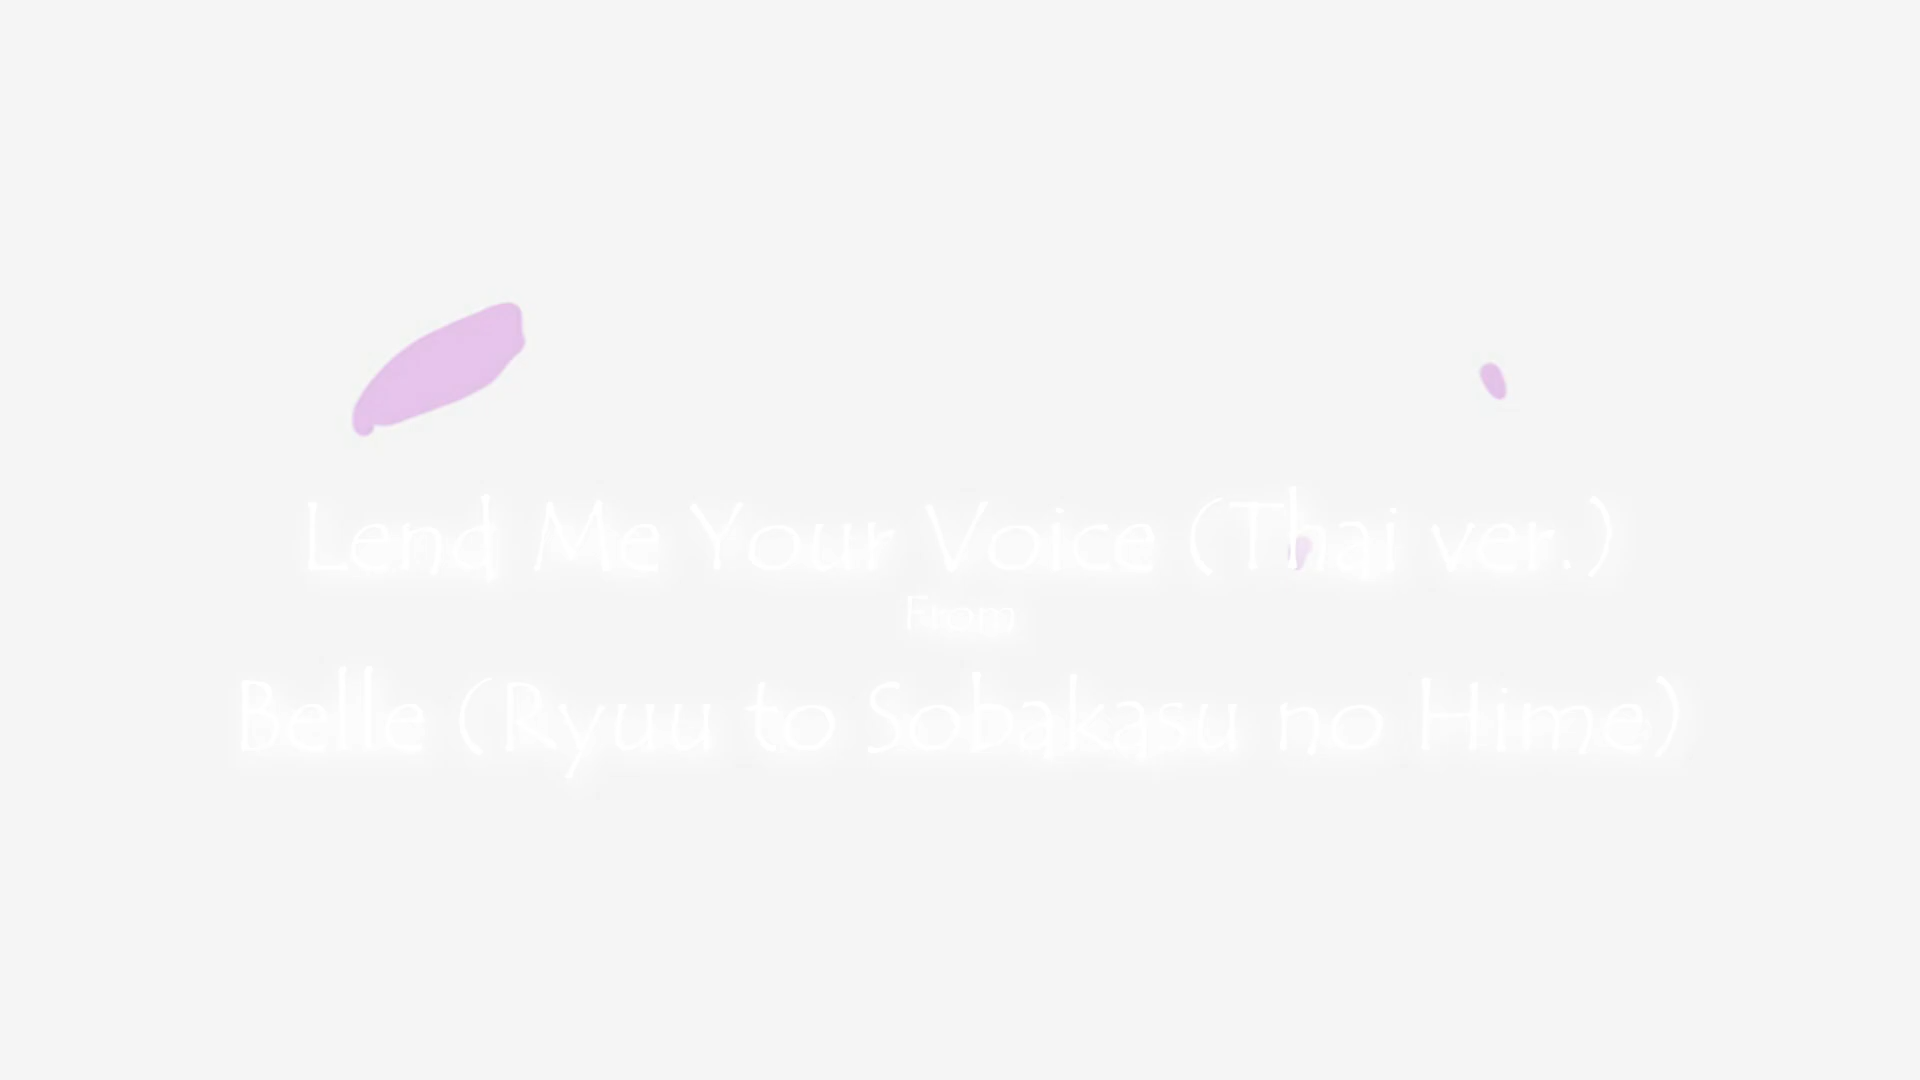 Lend Me Your Voice (Thai ver.)
From
Belle (Ryuu to Sobakasu no Hime)